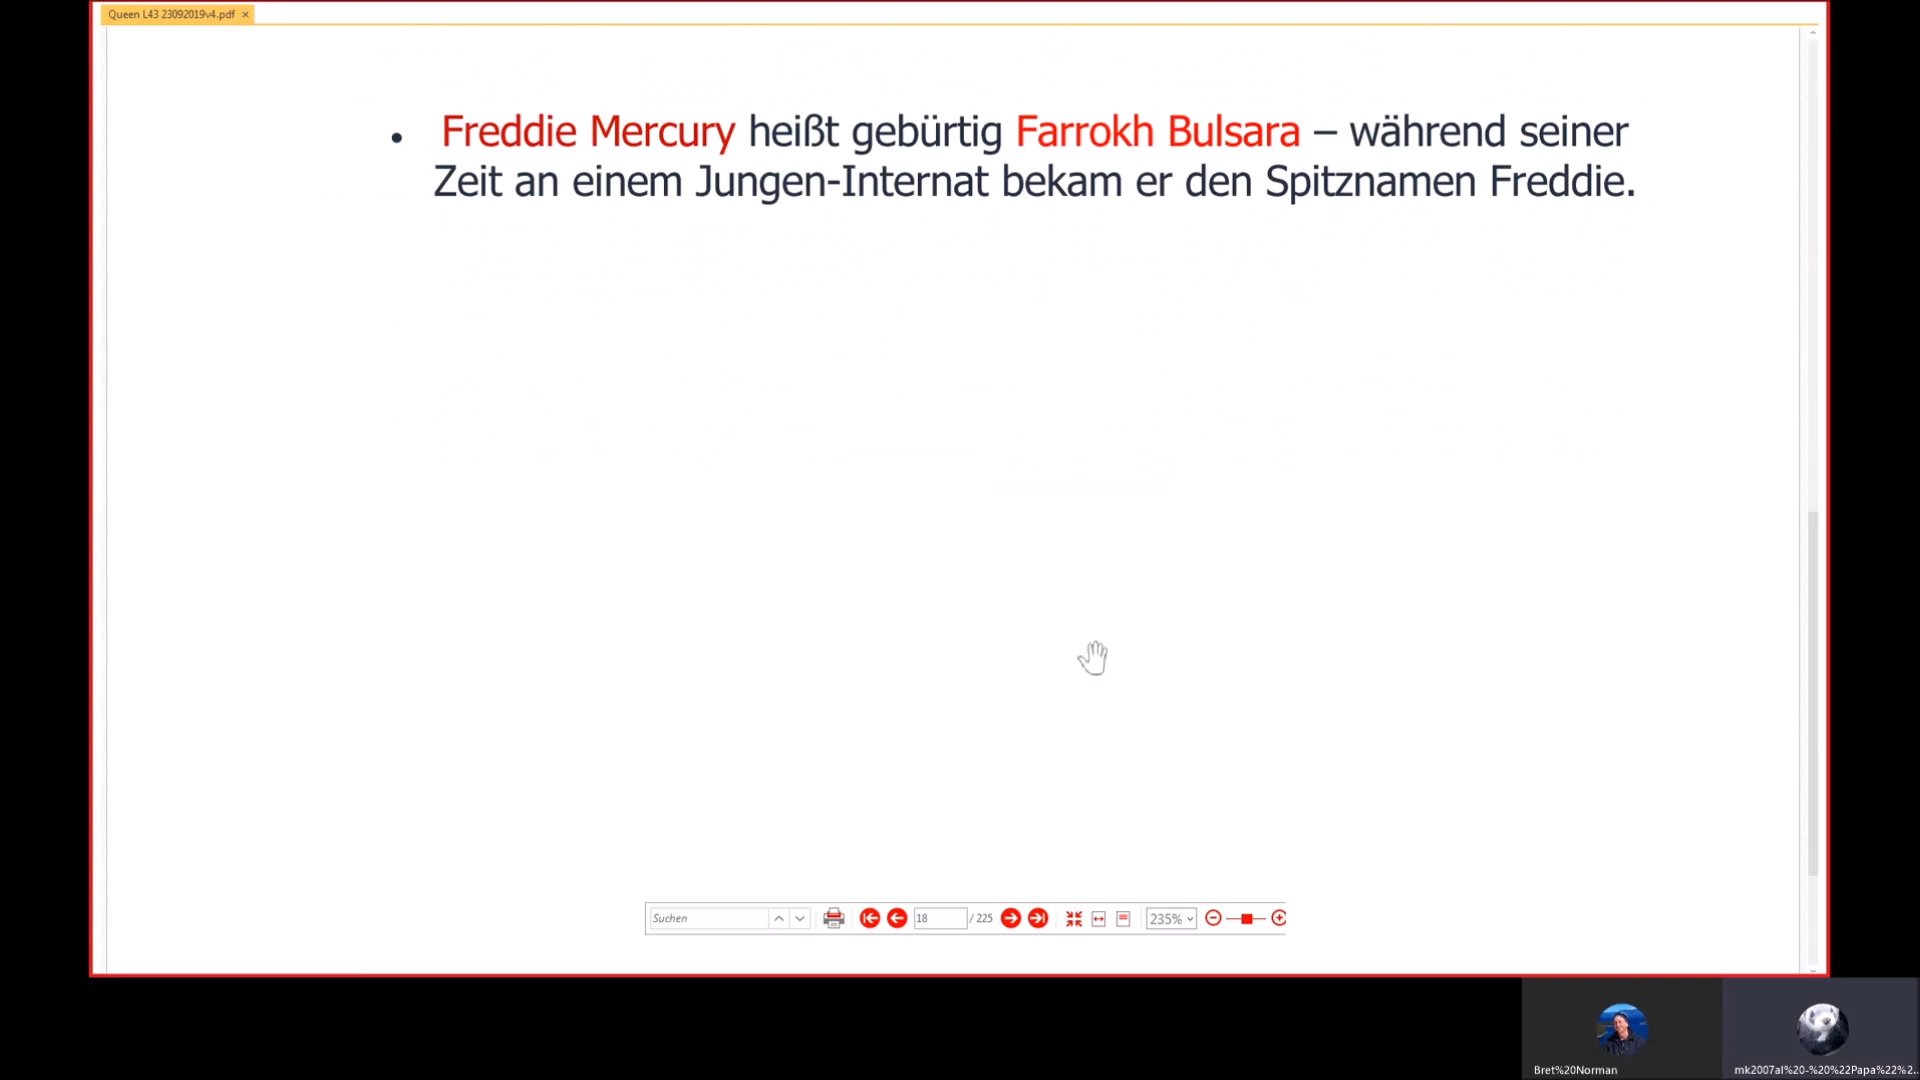 Queen L43 23092019v4.pdf ×
• Freddie Mercury heißt gebürtig Farrokh Bulsara – während seiner
Zeit an einem Jungen-Internat bekam er den Spitznamen Freddie.
Suchen 18 / 225 235%
Bret%20Norman
mk2007al%20-%20%22Papa%22%2...